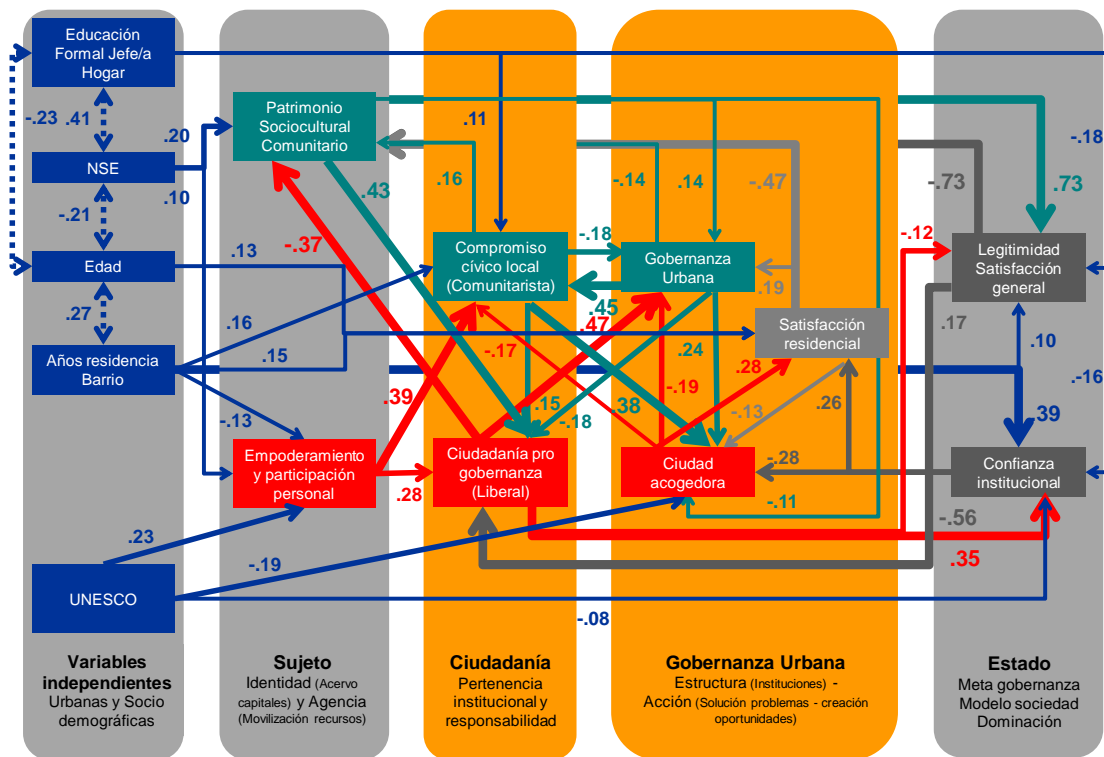 Educación
Formal Jefe/a
Hogar
-.23
.41
.20
NSE
.10
-.21
Edad
.13
.27
Años residencia
Barrio
.16
.15
-.13
UNESCO
.23
-.19
-.08
Patrimonio
Sociocultural
Comunitario
.43
-.37
.39
Empoderamiento
y participación
personal
.28
.11
.16
Compromiso
cívico local
(Comunitarista)
-.18
.45
.47
-.17
.15
-.18
.38
Ciudadanía pro
gobernanza
(Liberal)
-.14
.14
-.47
Gobernanza
Urbana
.19
Satisfacción
residencial
.24
-.19
.28
-.13
.26
Ciudad
acogedora
-.28
-.11
-.73
.73
-.18
-.12
Legitimidad
Satisfacción
general
.17
.10
-.16
.39
Confianza
institucional
-.56
.35
Variables
independientes
Urbanas y Socio
demográficas
Sujeto
Identidad (Acervo
capitales) y Agencia
(Movilización recursos)
Ciudadanía
Pertenencia
institucional y
responsabilidad
Gobernanza Urbana
Estructura (Instituciones) -
Acción (Solución problemas - creación
oportunidades)
Estado
Meta gobernanza
Modelo sociedad
Dominación